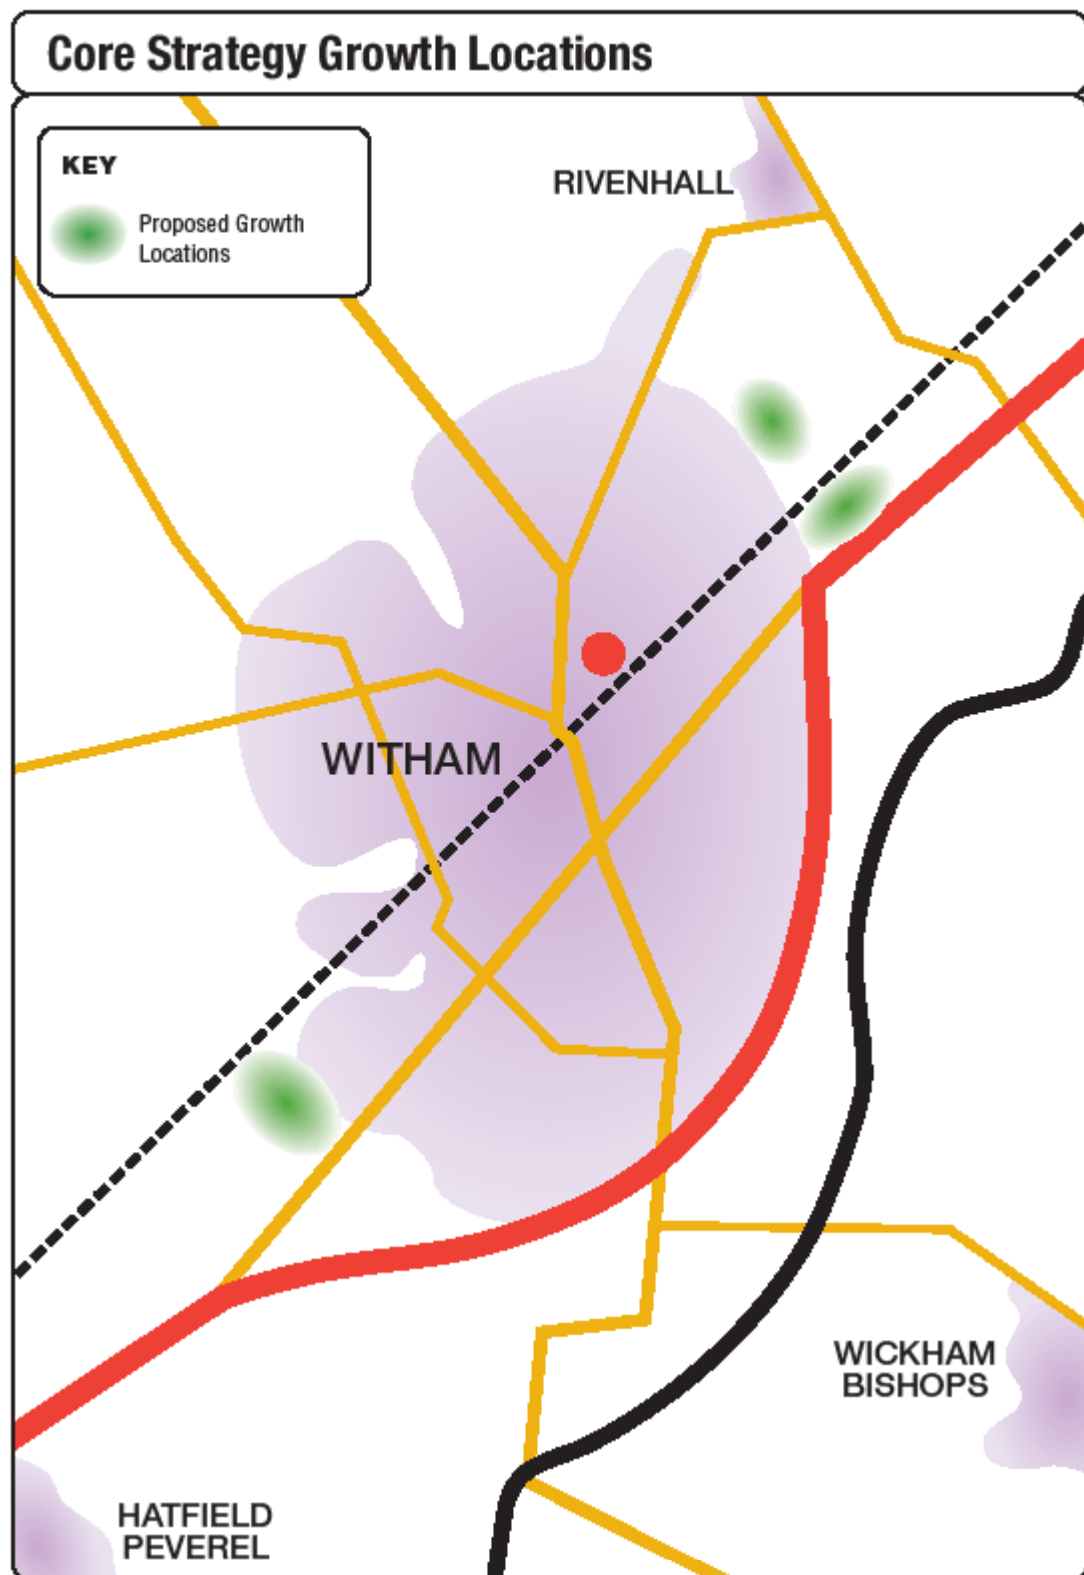 Core Strategy Growth Locations
KEY
Proposed Growth
Locations
RIVENHALL
WITHAM
WICKHAM
BISHOPS
HATFIELD
PEVEREL